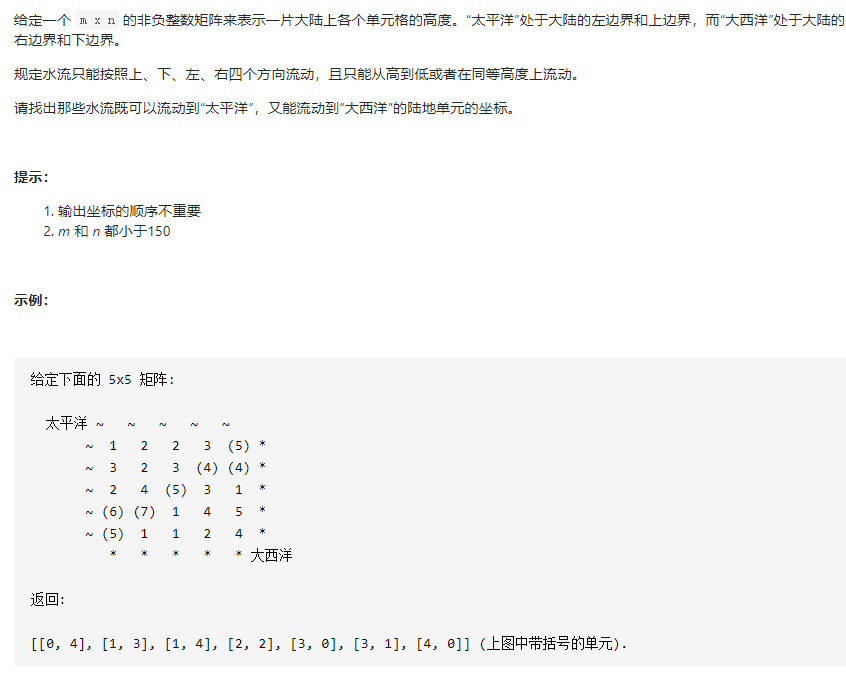 给定一个 m x n 的非负整数矩阵来表示一片大陆上各个单元格的高度。“太平洋”处于大陆的左边界和上边界，而“大西洋”处于大陆的
右边界和下边界。
规定水流只能按照上、下、左、右四个方向流动，且只能从高到低或者在同等高度上流动。
请找出那些水流既可以流动到“太平洋”，又能流动到“大西洋”的陆地单元的坐标。
提示：
1. 输出坐标的顺序不重要
2. m 和 n 都小于150
示例：
给定下面的 5x5 矩阵:
太平洋 ~ ~ ~ ~ ~
~ 1 2 2 3 (5) *
~ 3 2 3 (4) (4) *
~ 2 4 (5) 3 1 *
~ (6) (7) 1 4 5 *
~ (5) 1 1 2 4 *
* * * * * 大西洋
返回:
[[0, 4], [1, 3], [1, 4], [2, 2], [3, 0], [3, 1], [4, 0]] (上图中带括号的单元).